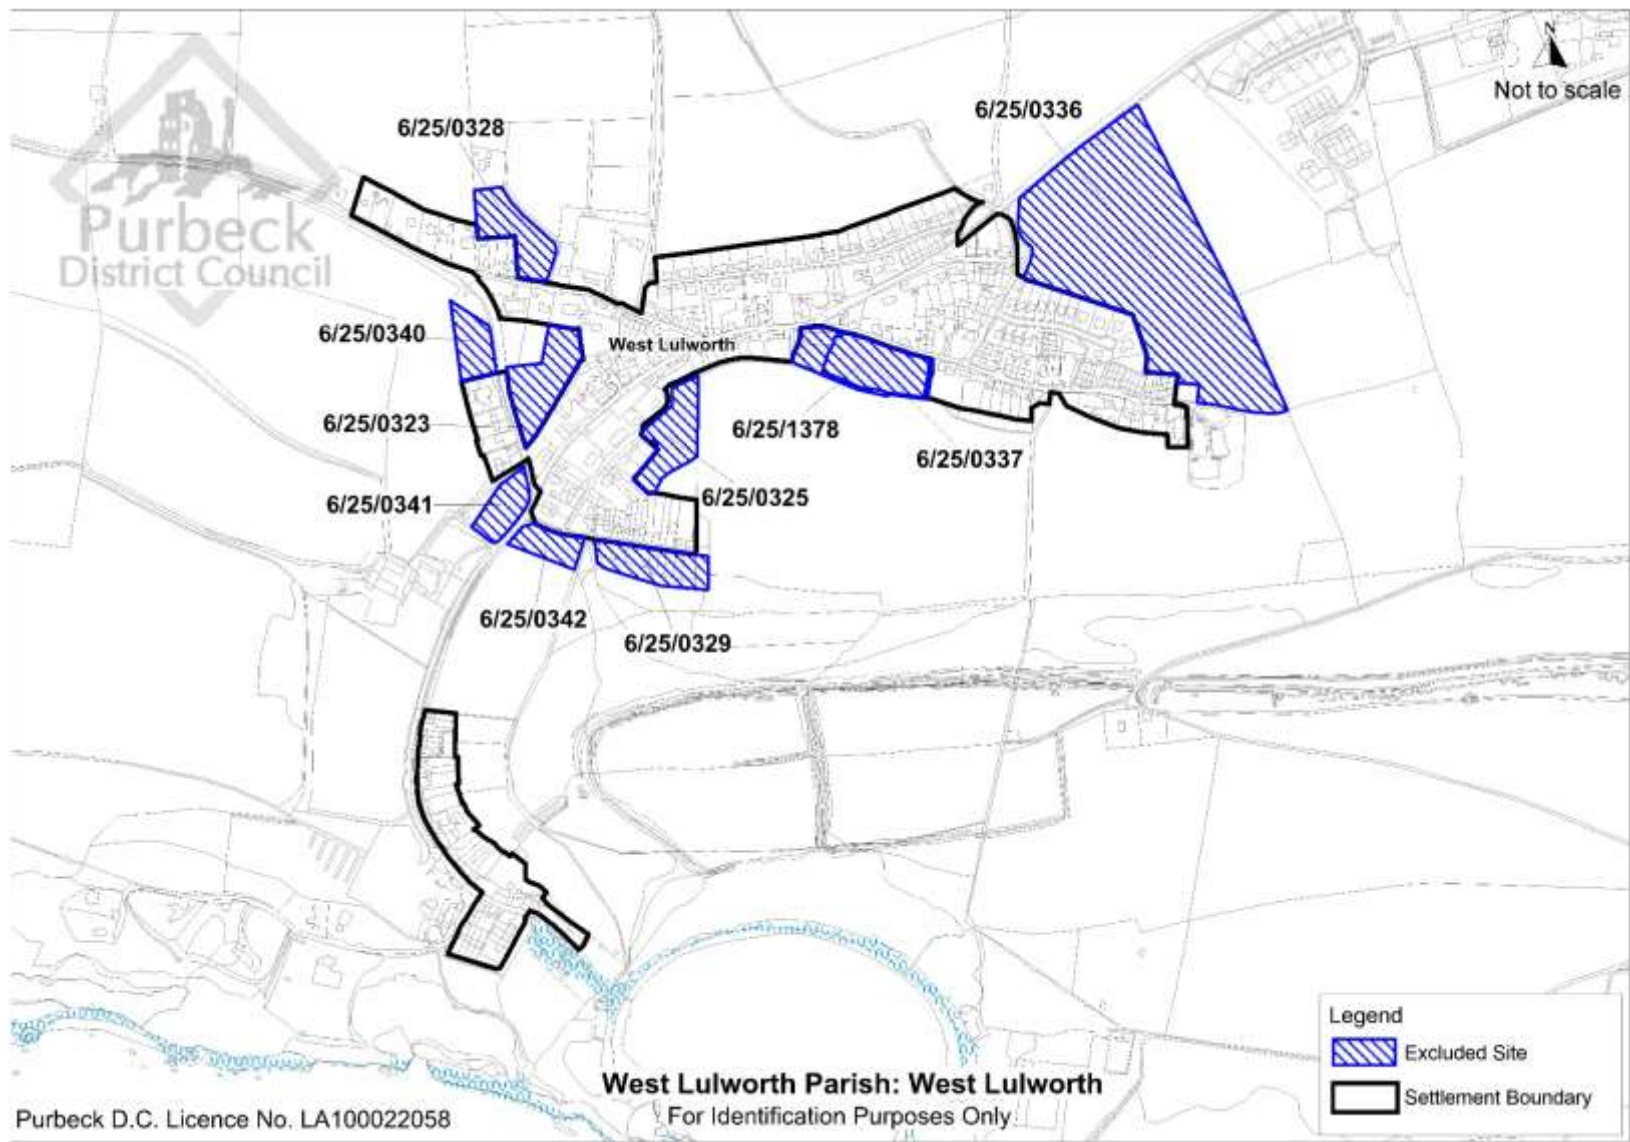 N
Not to scale
6/25/0336
6/25/0328
Purbeck
District Council
6/25/0340
West Lulworth
6/25/0323
6/25/1378
6/25/0337
6/25/0341
6/25/0325
6/25/0342
6/25/0329
Legend
Excluded Site
Settlement Boundary
West Lulworth Parish: West Lulworth
For Identification Purposes Only
Purbeck D.C. Licence No. LA100022058